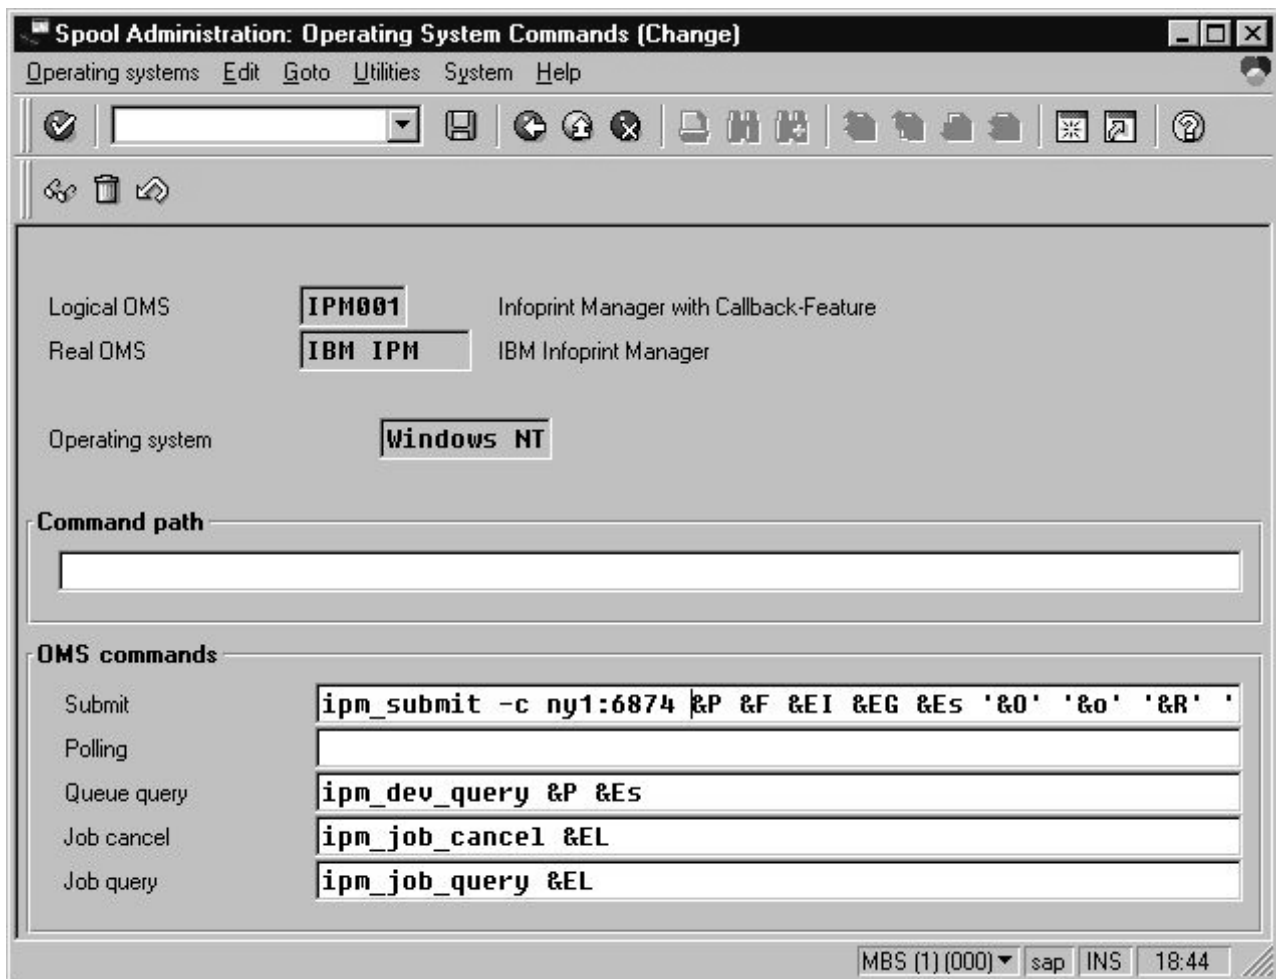 Spool Administration: Operating System Commands (Change)
Operating systems Edit Goto Utilities System Help
Logical OMS IPM001 Infoprint Manager with Callback-Feature
Real OMS IBM IPM IBM Infoprint Manager
Operating system Windows NT
Command path
OMS commands
Submit ipm_submit -c ny1:6874 &P &F &EI &EG &Es '&O' '&o' '&R' '
Polling
Queue query ipm_dev_query &P &Es
Job cancel ipm_job_cancel &EL
Job query ipm_job_query &EL
MBS (1) (000) sap INS 18:44